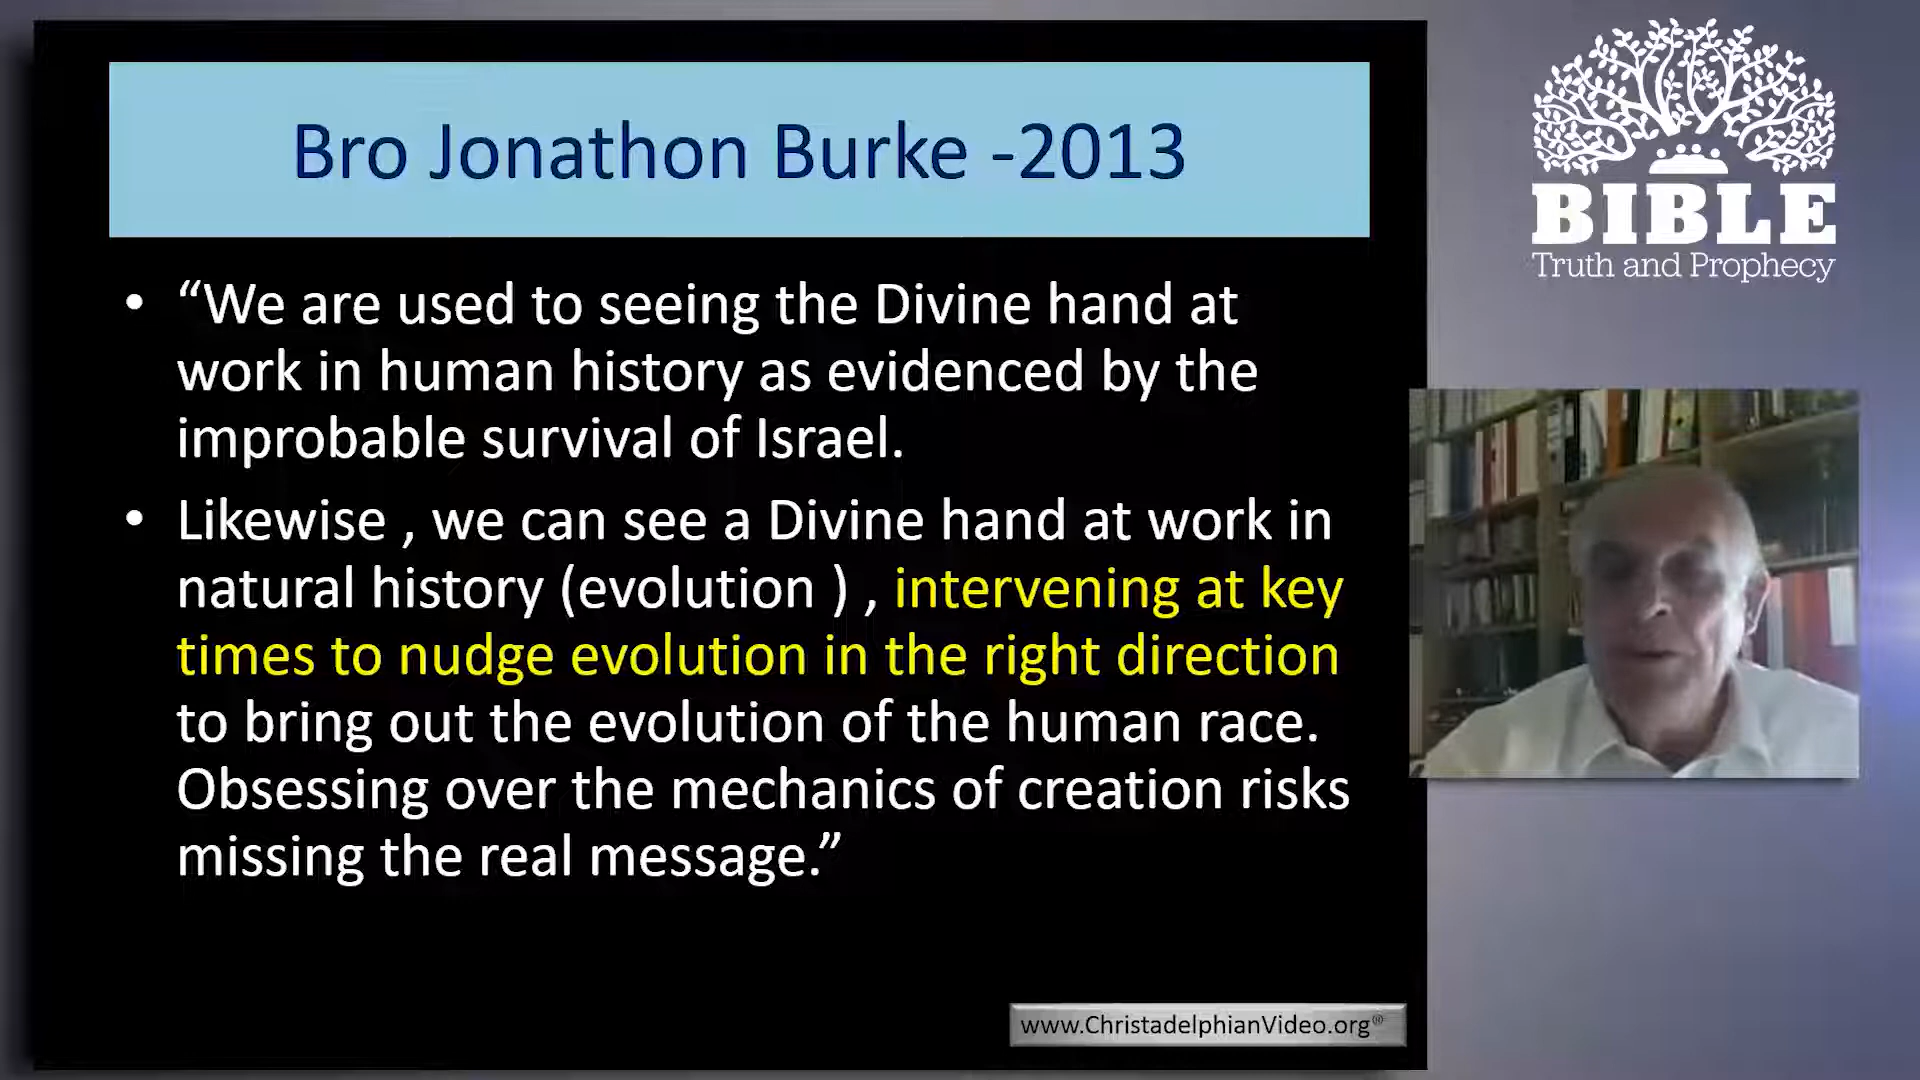 Bro Jonathon Burke -2013
• “We are used to seeing the Divine hand at
work in human history as evidenced by the
improbable survival of Israel.
• Likewise , we can see a Divine hand at work in
natural history (evolution ) , intervening at key
times to nudge evolution in the right direction
to bring out the evolution of the human race.
Obsessing over the mechanics of creation risks
missing the real message.”
www.ChristadelphianVideo.org®
BIBLE
Truth and Prophecy